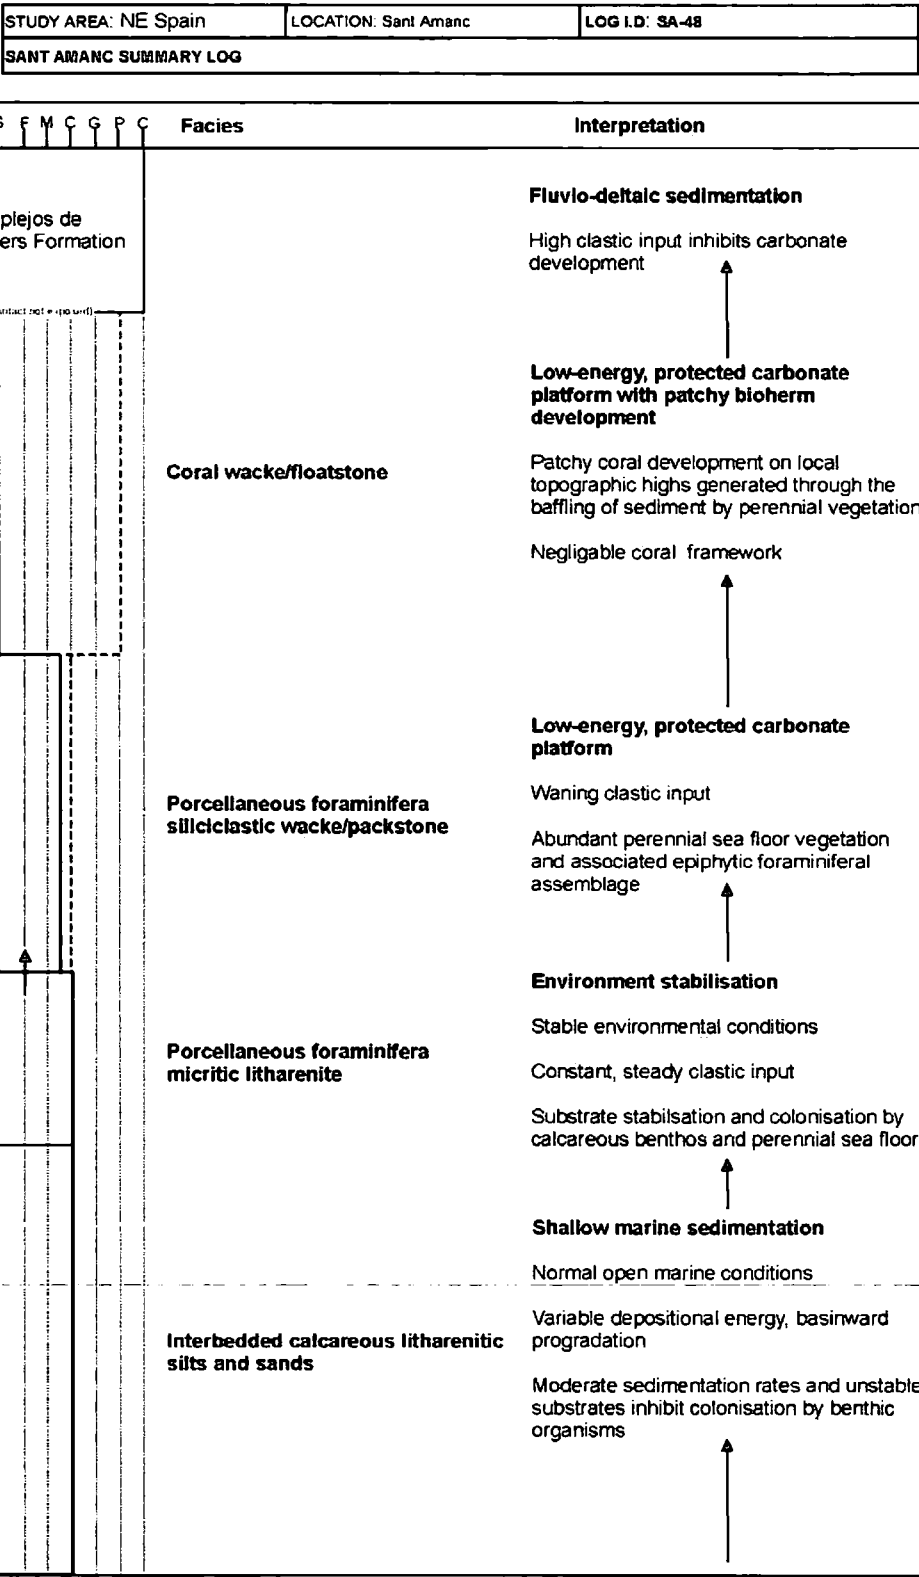 STUDY AREA: NE Spain
LOCATION: Sant Amanc
LOG I.D: SA-48
SANT AMANC SUMMARY LOG
S F M C G P C
Facies
Interpretation
plejos de
ers Formation
Fluvio-deltaic sedimentation
High clastic input inhibits carbonate
development
Low-energy, protected carbonate
platform with patchy bioherm
development
Coral wacke/floatstone
Patchy coral development on local
topographic highs generated through the
baffling of sediment by perennial vegetation
Negligable coral framework
Low-energy, protected carbonate
platform
Porcellaneous foraminifera
siliciclastic wacke/packstone
Waning clastic input
Abundant perennial sea floor vegetation
and associated epiphytic foraminiferal
assemblage
Environment stabilisation
Porcellaneous foraminifera
micritic litharenite
Stable environmental conditions
Constant, steady clastic input
Substrate stabilsation and colonisation by
calcareous benthos and perennial sea floor
Shallow marine sedimentation
Normal open marine conditions
Interbedded calcareous litharenitic
silts and sands
Variable depositional energy, basinward
progradation
Moderate sedimentation rates and unstable
substrates inhibit colonisation by benthic
organisms